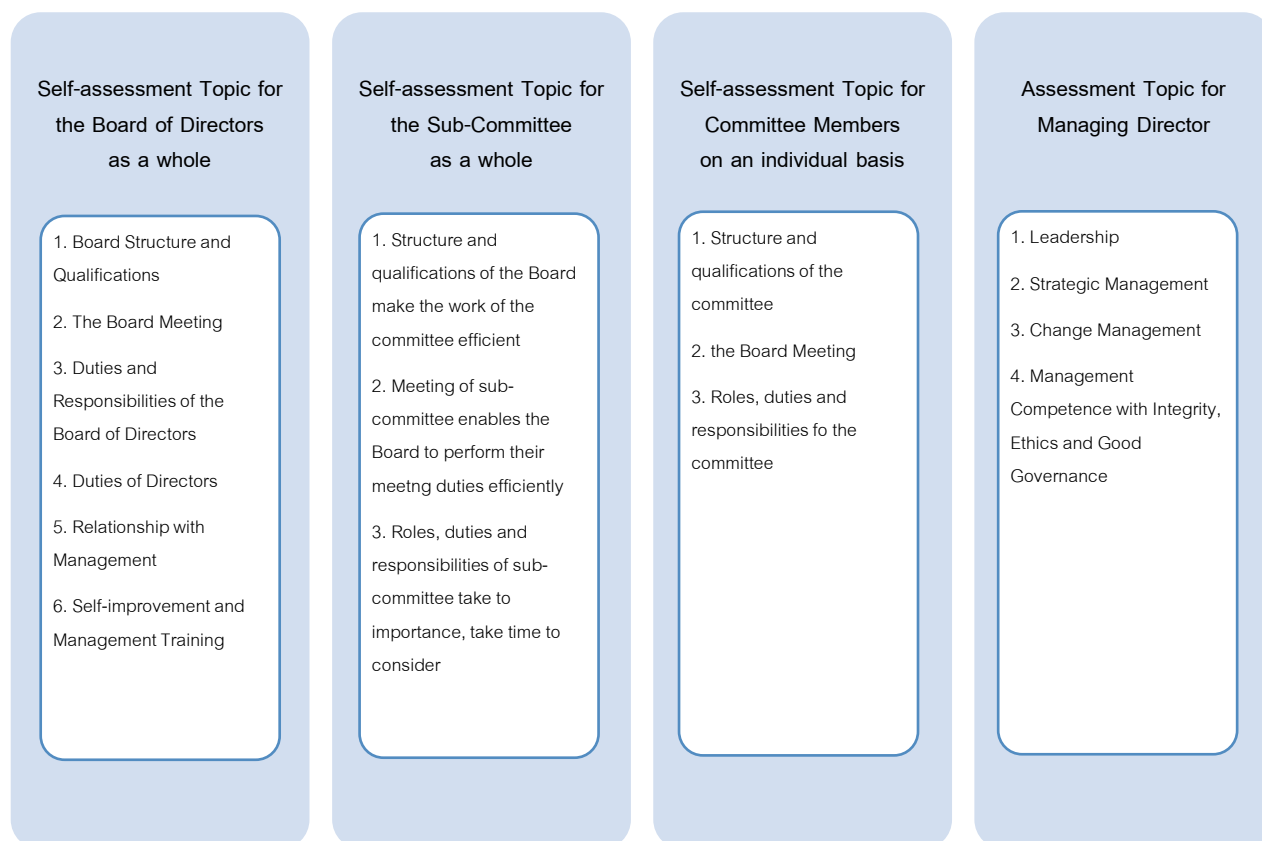 Self-assessment Topic for
the Board of Directors
as a whole
1. Board Structure and
Qualifications
2. The Board Meeting
3. Duties and
Responsibilities of the
Board of Directors
4. Duties of Directors
5. Relationship with
Management
6. Self-improvement and
Management Training
Self-assessment Topic for
the Sub-Committee
as a whole
1. Structure and
qualifications of the Board
make the work of the
committee efficient
2. Meeting of sub-
committee enables the
Board to perform their
meetng duties efficiently
3. Roles, duties and
responsibilities of sub-
committee take to
importance, take time to
consider
Self-assessment Topic for
Committee Members
on an individual basis
1. Structure and
qualifications of the
committee
2. the Board Meeting
3. Roles, duties and
responsibilities fo the
committee
Assessment Topic for
Managing Director
1. Leadership
2. Strategic Management
3. Change Management
4. Management
Competence with Integrity,
Ethics and Good
Governance